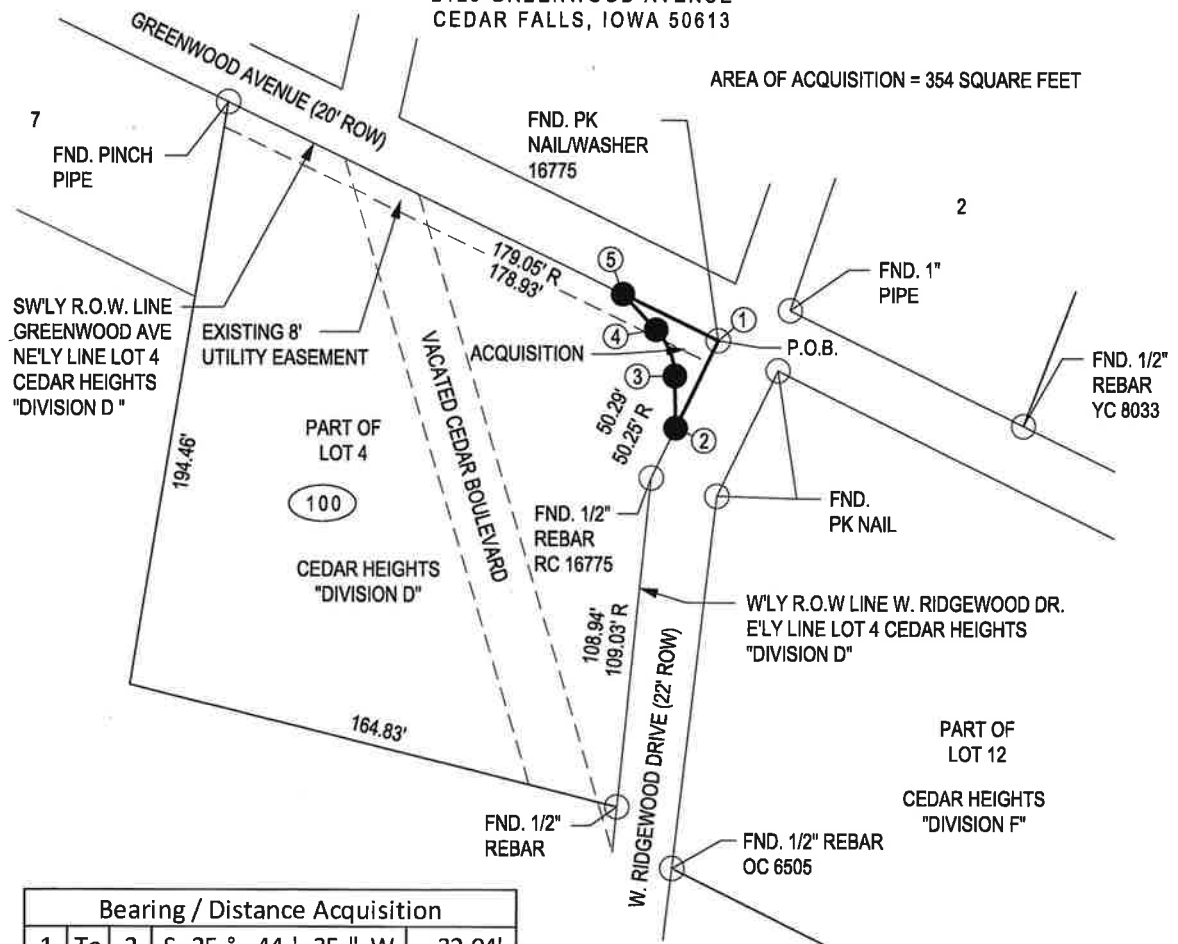 CEDAR FALLS, IOWA 50613
AREA OF ACQUISITION = 354 SQUARE FEET
GREENWOOD AVENUE (20' ROW)
7
FND. PINCH
PIPE
FND. PK
NAIL/WASHER
16775
2
FND. 1"
PIPE
179.05' R
178.93'
5
4
3
2
1
P.O.B.
ACQUISITION
SW'LY R.O.W. LINE
GREENWOOD AVE
NE'LY LINE LOT 4
CEDAR HEIGHTS
"DIVISION D "
EXISTING 8'
UTILITY EASEMENT
FND. 1/2"
REBAR
YC 8033
VACATED CEDAR BOULEVARD
50.29'
50.25' R
194.46'
PART OF
LOT 4
100
CEDAR HEIGHTS
"DIVISION D"
FND. 1/2"
REBAR
RC 16775
FND.
PK NAIL
W'LY R.O.W LINE W. RIDGEWOOD DR.
E'LY LINE LOT 4 CEDAR HEIGHTS
"DIVISION D"
108.94'
109.03' R
W. RIDGEWOOD DRIVE (22' ROW)
164.83'
PART OF
LOT 12
CEDAR HEIGHTS
"DIVISION F"
FND. 1/2"
REBAR
FND. 1/2" REBAR
OC 6505
Bearing / Distance Acquisition